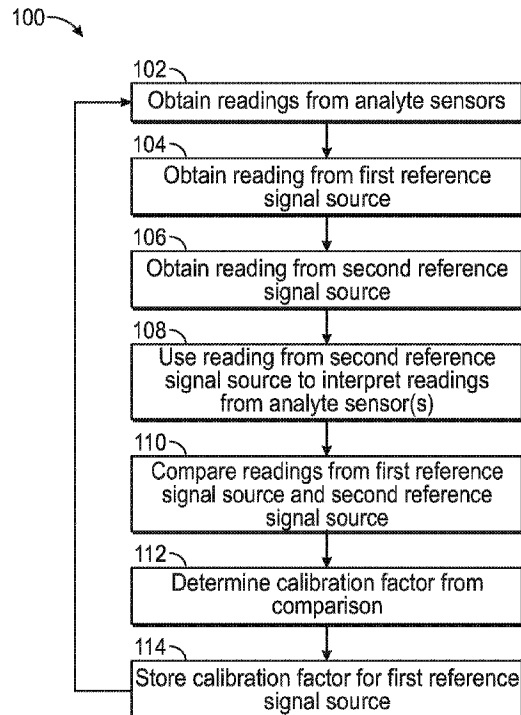 100
102
Obtain readings from analyte sensors
104
Obtain reading from first reference
signal source
106
Obtain reading from second reference
signal source
108
Use reading from second reference
signal source to interpret readings
from analyte sensor(s)
110
Compare readings from first reference
signal source and second reference
signal source
112
Determine calibration factor from
comparison
114
Store calibration factor for first reference
signal source